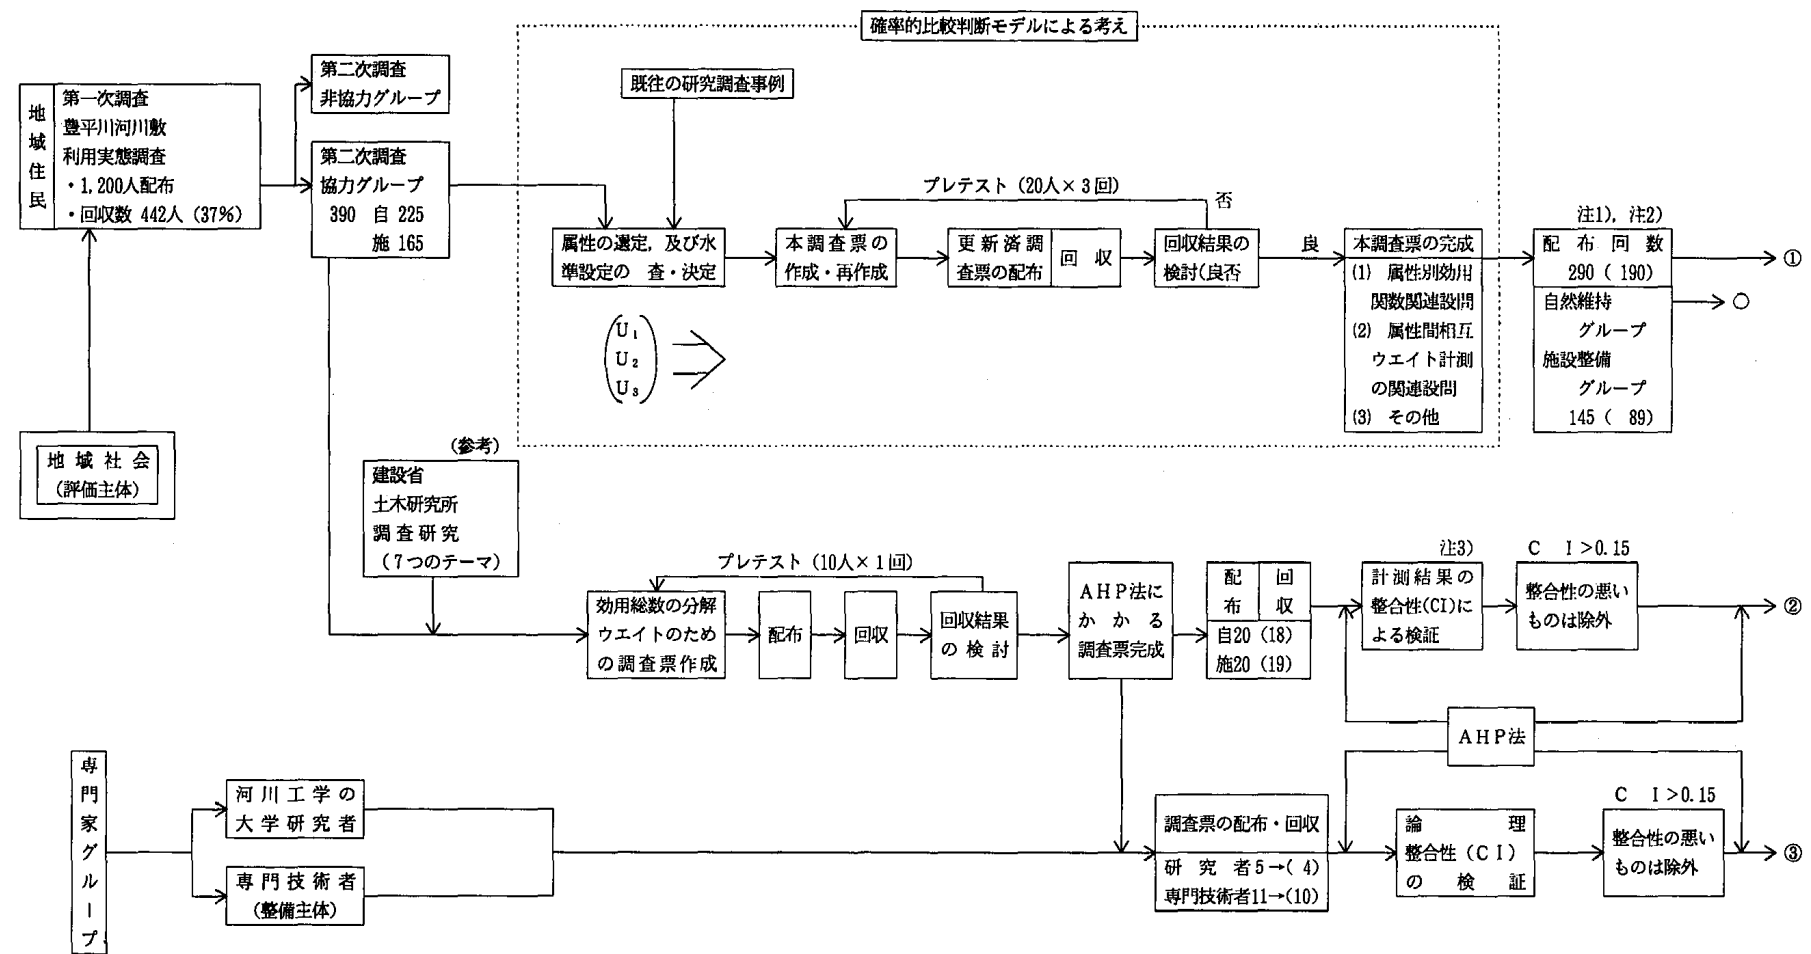 確率的比較判断モデルによる考え
地域住民
第一次調査
豊平川河川敷
利用実態調査
・1,200人配布
・回収数 442人 (37%)
第二次調査
非協力グループ
第二次調査
協力グループ
390 自 225
施 165
地域社会
(評価主体)
既往の研究調査事例
属性の選定, 及び水
準設定の 査・決定
U1
U2
U3
プレテスト (20人×3回)
否
本調査票の
作成・再作成
更新済調
査票の配布
回収
回収結果の
検討(良否
良
本調査票の完成
(1) 属性別効用
関数関連設問
(2) 属性間相互
ウエイト計測
の関連設問
(3) その他
注1), 注2)
配布回数
290 ( 190)
自然維持
グループ
施設整備
グループ
145 ( 89)
①
○
(参考)
建設省
土木研究所
調査研究
(7つのテーマ)
プレテスト (10人×1回)
効用総数の分解
ウエイトのため
の調査票作成
配布
回収
回収結果
の検討
AHP法に
かかる
調査票完成
配布
回収
自20 (18)
施20 (19)
注3)
計測結果の
整合性(CI)に
よる検証
C I>0.15
整合性の悪い
ものは除外
②
AHP法
専門家グループ
河川工学の
大学研究者
専門技術者
(整備主体)
調査票の配布・回収
研究者5→( 4)
専門技術者11→(10)
論理
整合性(CI)
の検証
C I>0.15
整合性の悪い
ものは除外
③